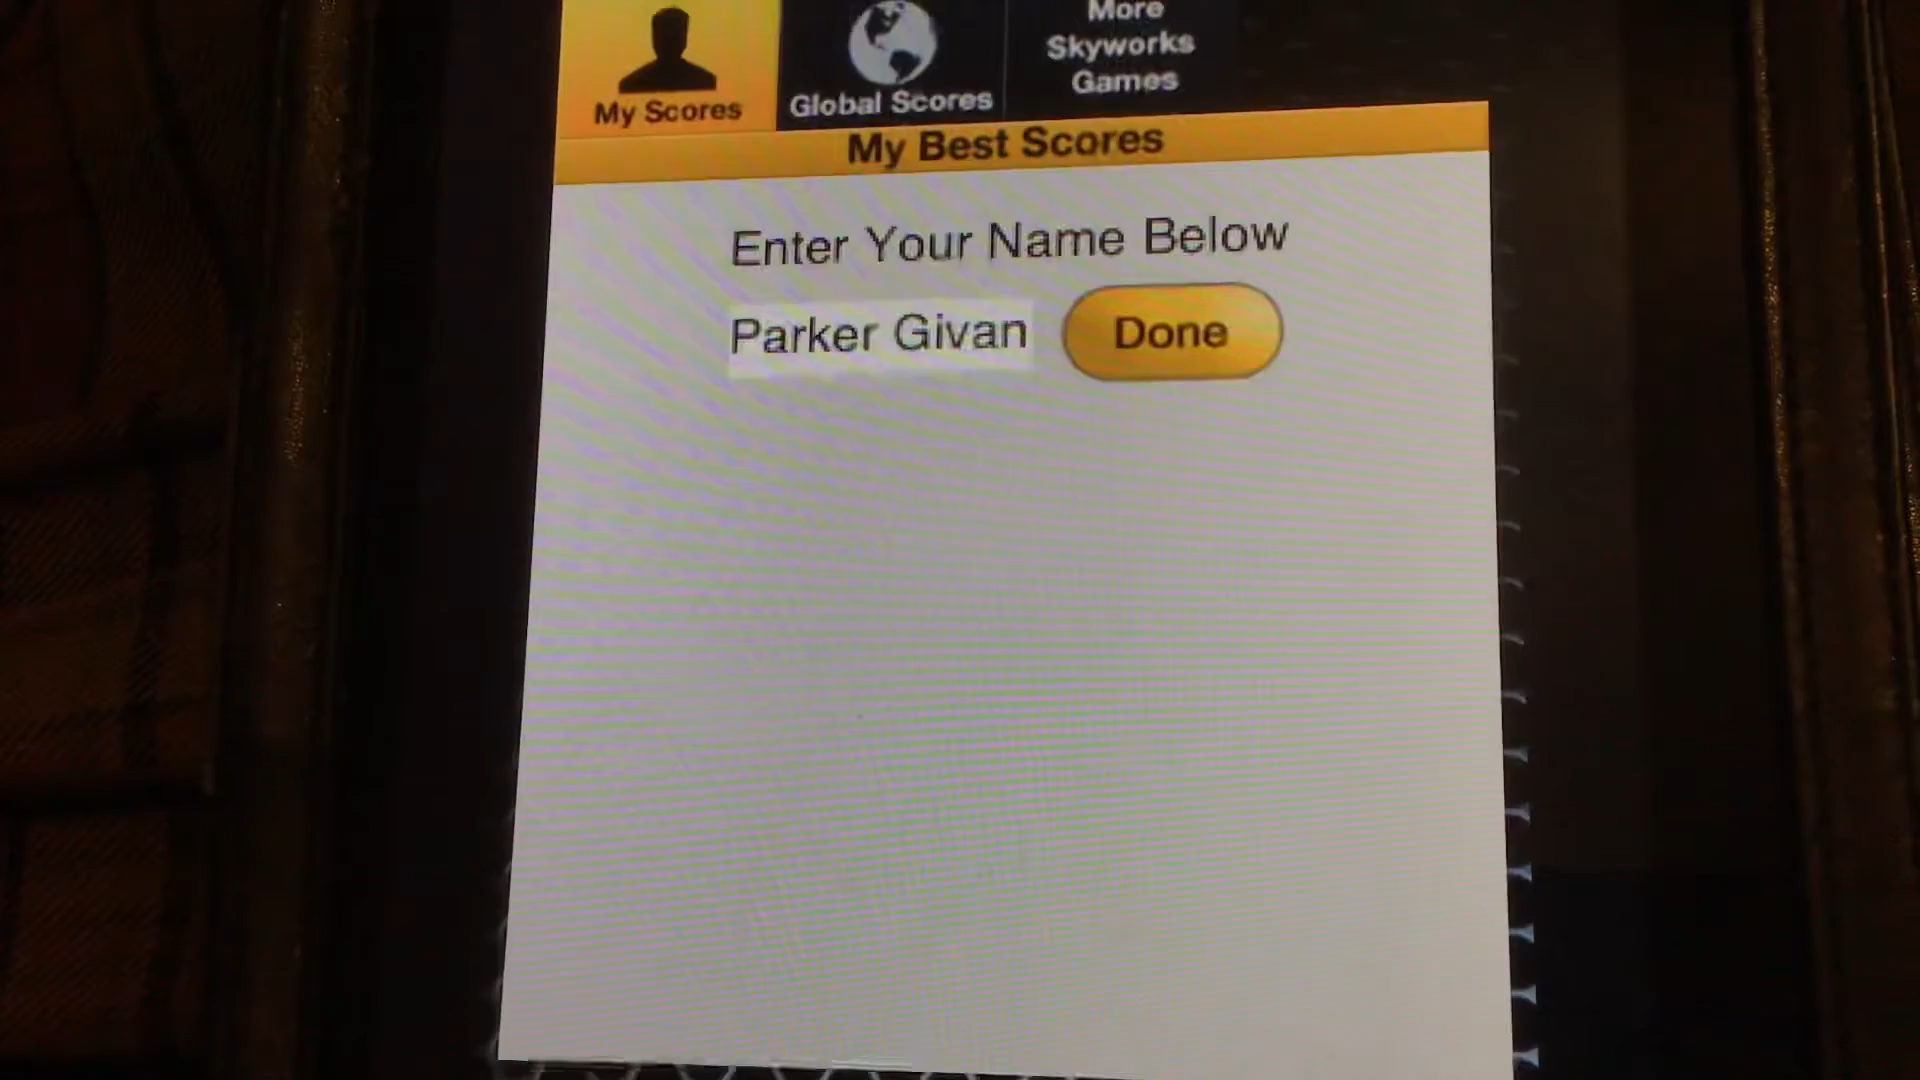 My Scores
Global Scores
More
Skyworks
Games
My Best Scores
Enter Your Name Below
Parker Givan
Done